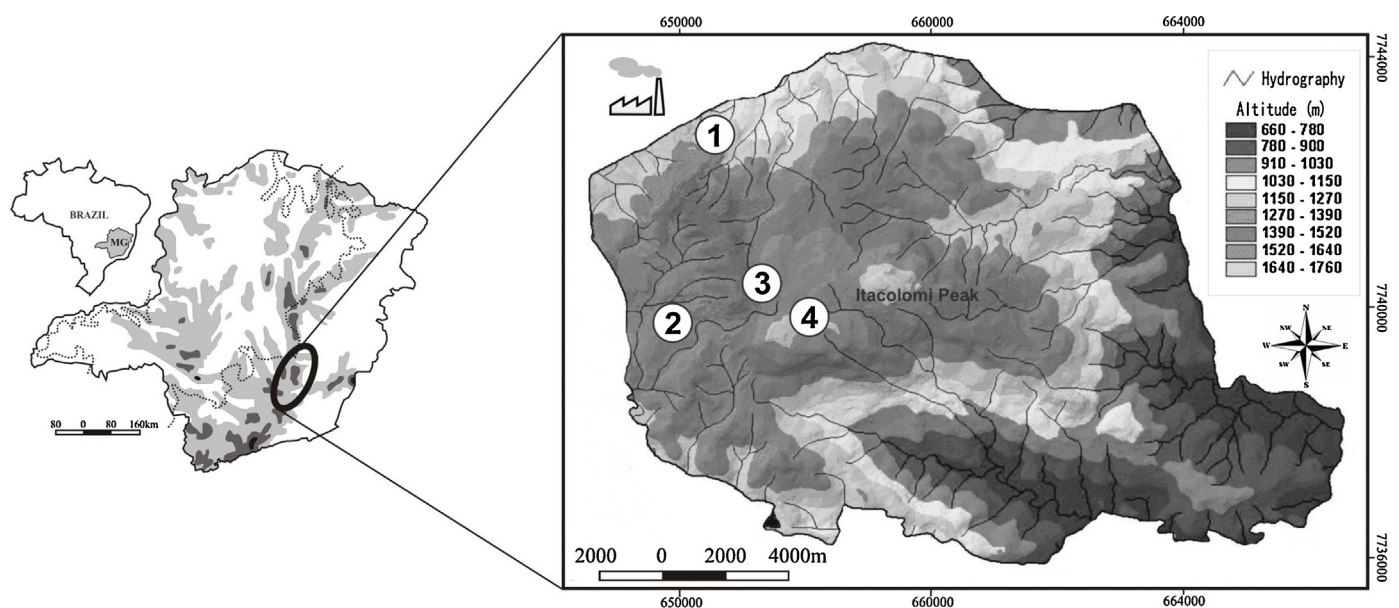 BRAZIL
MG
80 0 80 160km
650000 660000 664000
Hydrography
Altitude (m)
660 - 780
780 - 900
910 - 1030
1030 - 1150
1150 - 1270
1270 - 1390
1390 - 1520
1520 - 1640
1640 - 1760
1
3
2
4
Itacolomi Peak
7744000
7740000
7736000
N
NW NE
W E
SW SE
S
2000 0 2000 4000m
650000 660000 664000